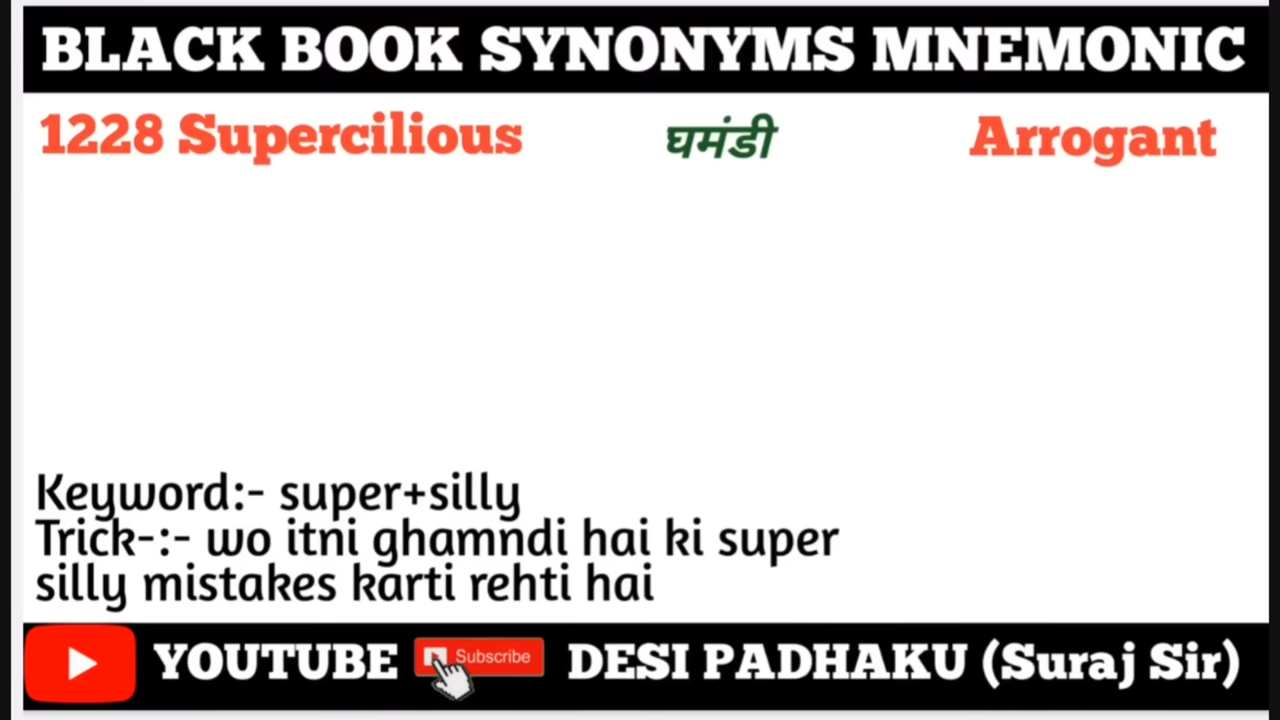 BLACK BOOK SYNONYMS MNEMONIC
1228 Supercilious घमंडी Arrogant
Keyword:- super+silly
Trick-:- wo itni ghamndi hai ki super
silly mistakes karti rehti hai
YOUTUBE Subscribe DESI PADHAKU (Suraj Sir)